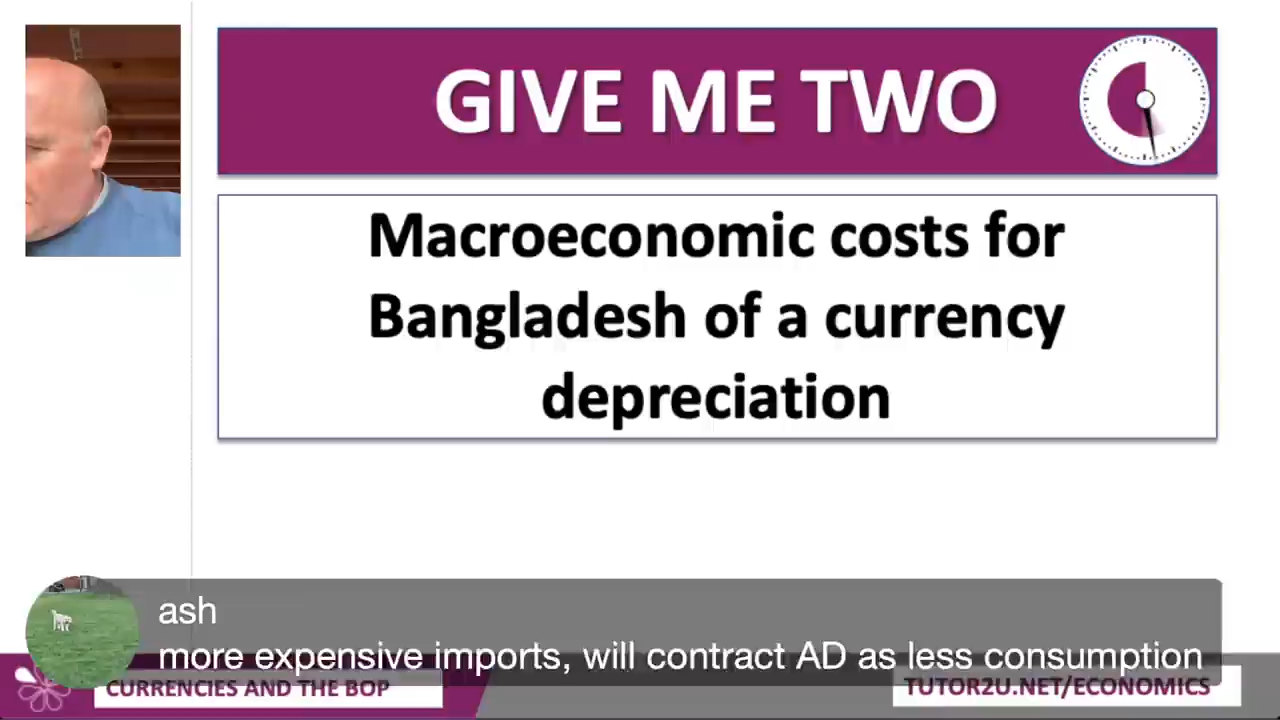 GIVE ME TWO
Macroeconomic costs for
Bangladesh of a currency
depreciation
ash
more expensive imports, will contract AD as less consumption
CURRENCIES AND THE BOP
TUTOR2U.NET/ECONOMICS